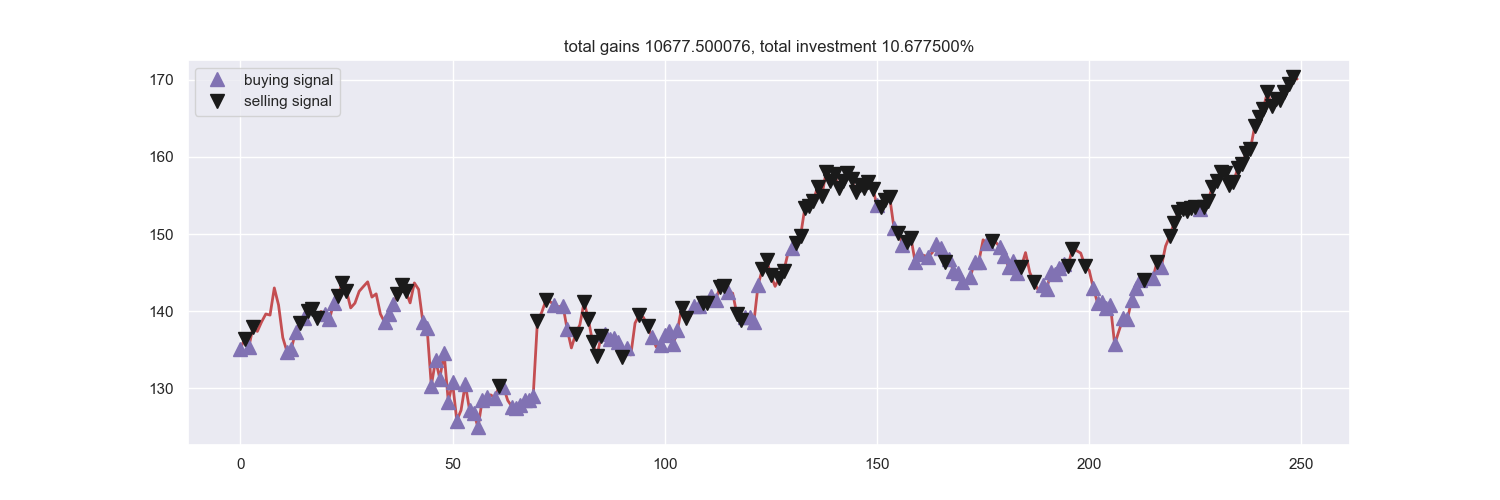 total gains 10677.500076, total investment 10.677500%
buying signal
selling signal
170
160
150
140
130
0 50 100 150 200 250